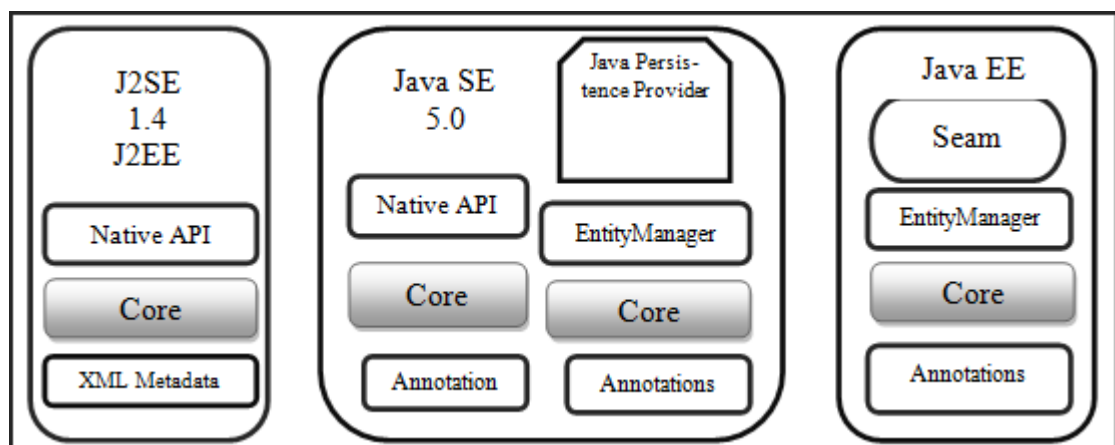 J2SE
1.4
J2EE
Native API
Core
XML Metadata
Java SE
5.0
Native API
Core
Annotation
Java Persis-
tence Provider
EntityManager
Core
Annotations
Java EE
Seam
EntityManager
Core
Annotations